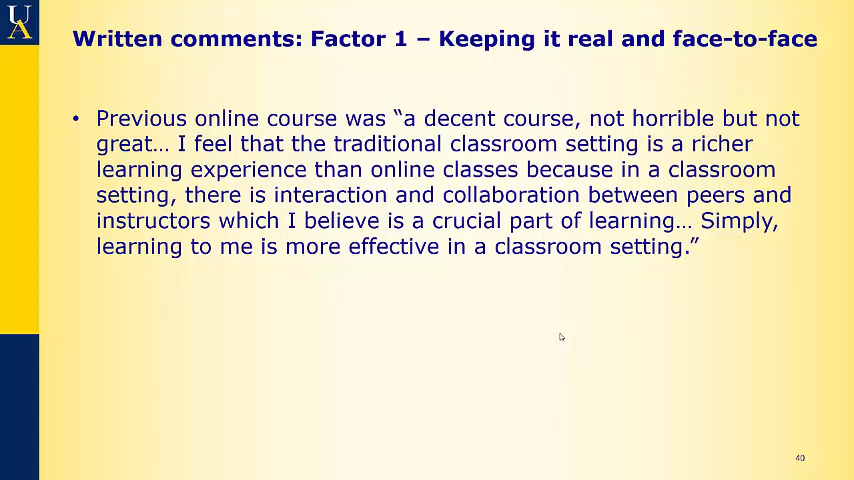 UA
Written comments: Factor 1 – Keeping it real and face-to-face
• Previous online course was “a decent course, not horrible but not
great… I feel that the traditional classroom setting is a richer
learning experience than online classes because in a classroom
setting, there is interaction and collaboration between peers and
instructors which I believe is a crucial part of learning… Simply,
learning to me is more effective in a classroom setting.”
40